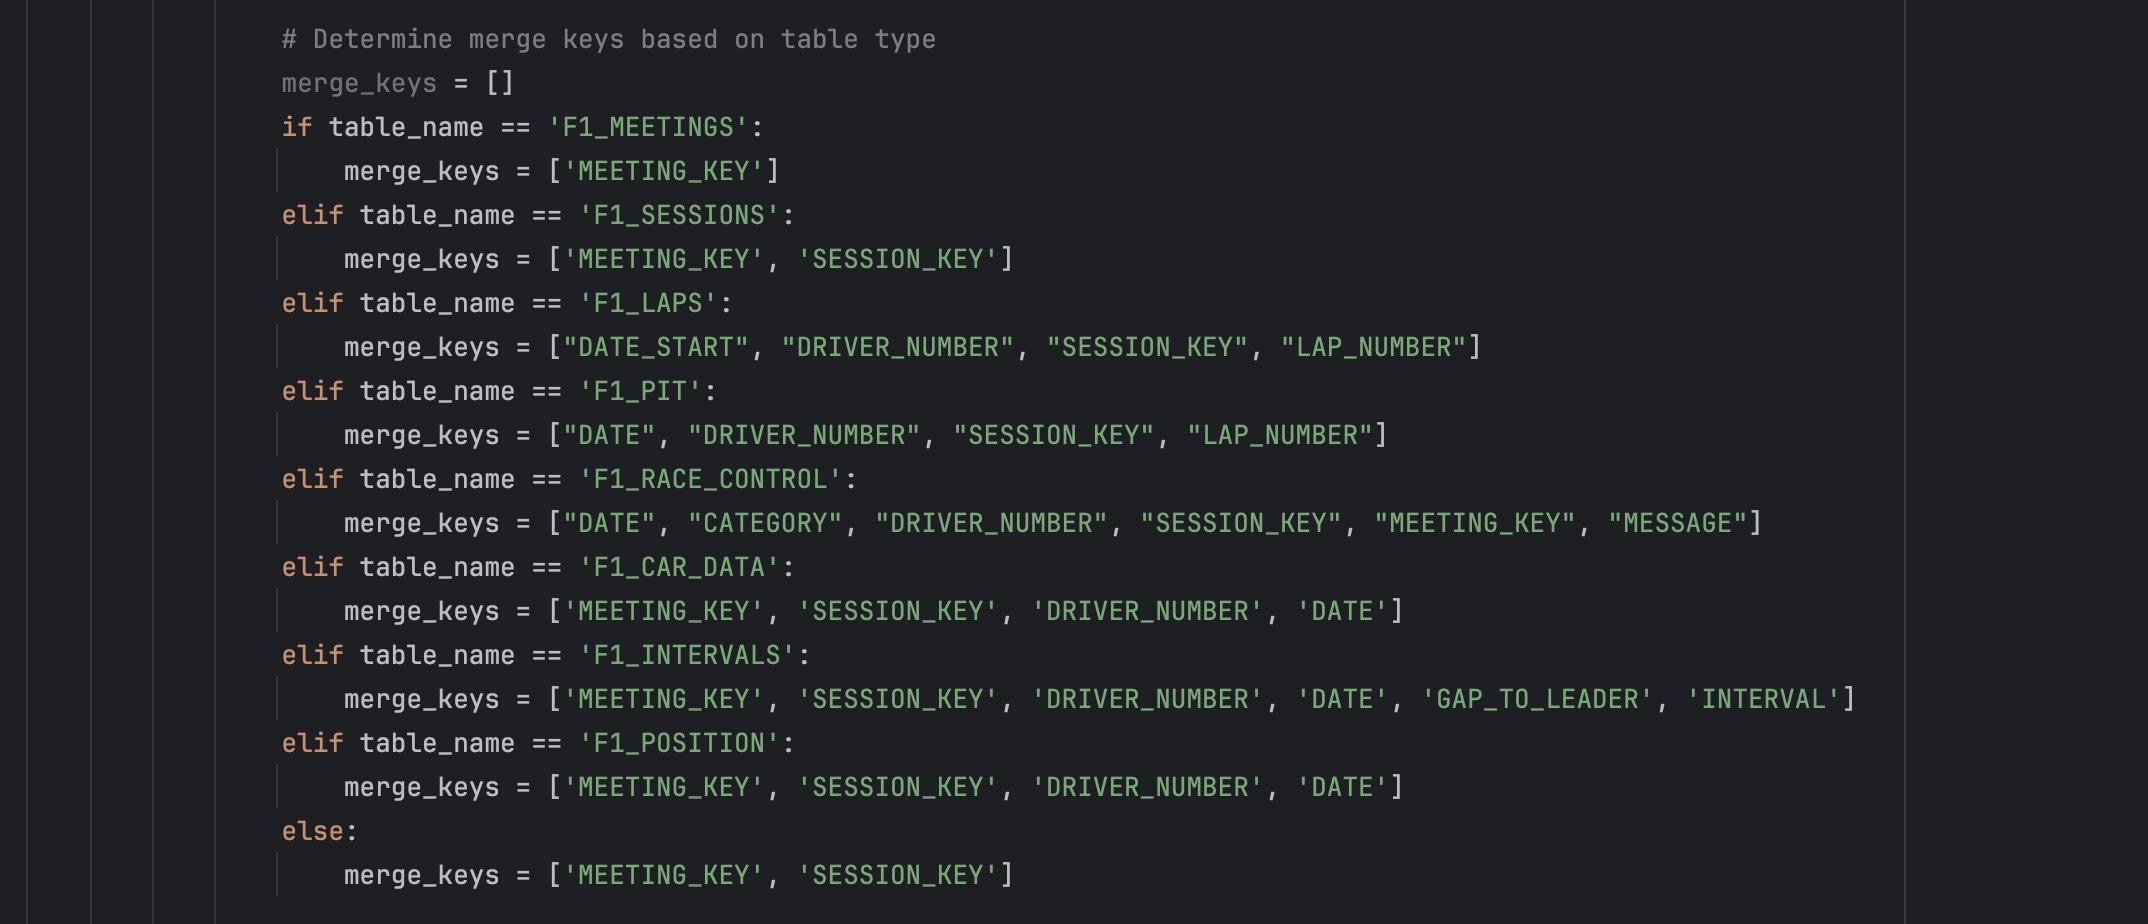 # Determine merge keys based on table type
merge_keys = []
if table_name == 'F1_MEETINGS':
    merge_keys = ['MEETING_KEY']
elif table_name == 'F1_SESSIONS':
    merge_keys = ['MEETING_KEY', 'SESSION_KEY']
elif table_name == 'F1_LAPS':
    merge_keys = ["DATE_START", "DRIVER_NUMBER", "SESSION_KEY", "LAP_NUMBER"]
elif table_name == 'F1_PIT':
    merge_keys = ["DATE", "DRIVER_NUMBER", "SESSION_KEY", "LAP_NUMBER"]
elif table_name == 'F1_RACE_CONTROL':
    merge_keys = ["DATE", "CATEGORY", "DRIVER_NUMBER", "SESSION_KEY", "MEETING_KEY", "MESSAGE"]
elif table_name == 'F1_CAR_DATA':
    merge_keys = ['MEETING_KEY', 'SESSION_KEY', 'DRIVER_NUMBER', 'DATE']
elif table_name == 'F1_INTERVALS':
    merge_keys = ['MEETING_KEY', 'SESSION_KEY', 'DRIVER_NUMBER', 'DATE', 'GAP_TO_LEADER', 'INTERVAL']
elif table_name == 'F1_POSITION':
    merge_keys = ['MEETING_KEY', 'SESSION_KEY', 'DRIVER_NUMBER', 'DATE']
else:
    merge_keys = ['MEETING_KEY', 'SESSION_KEY']